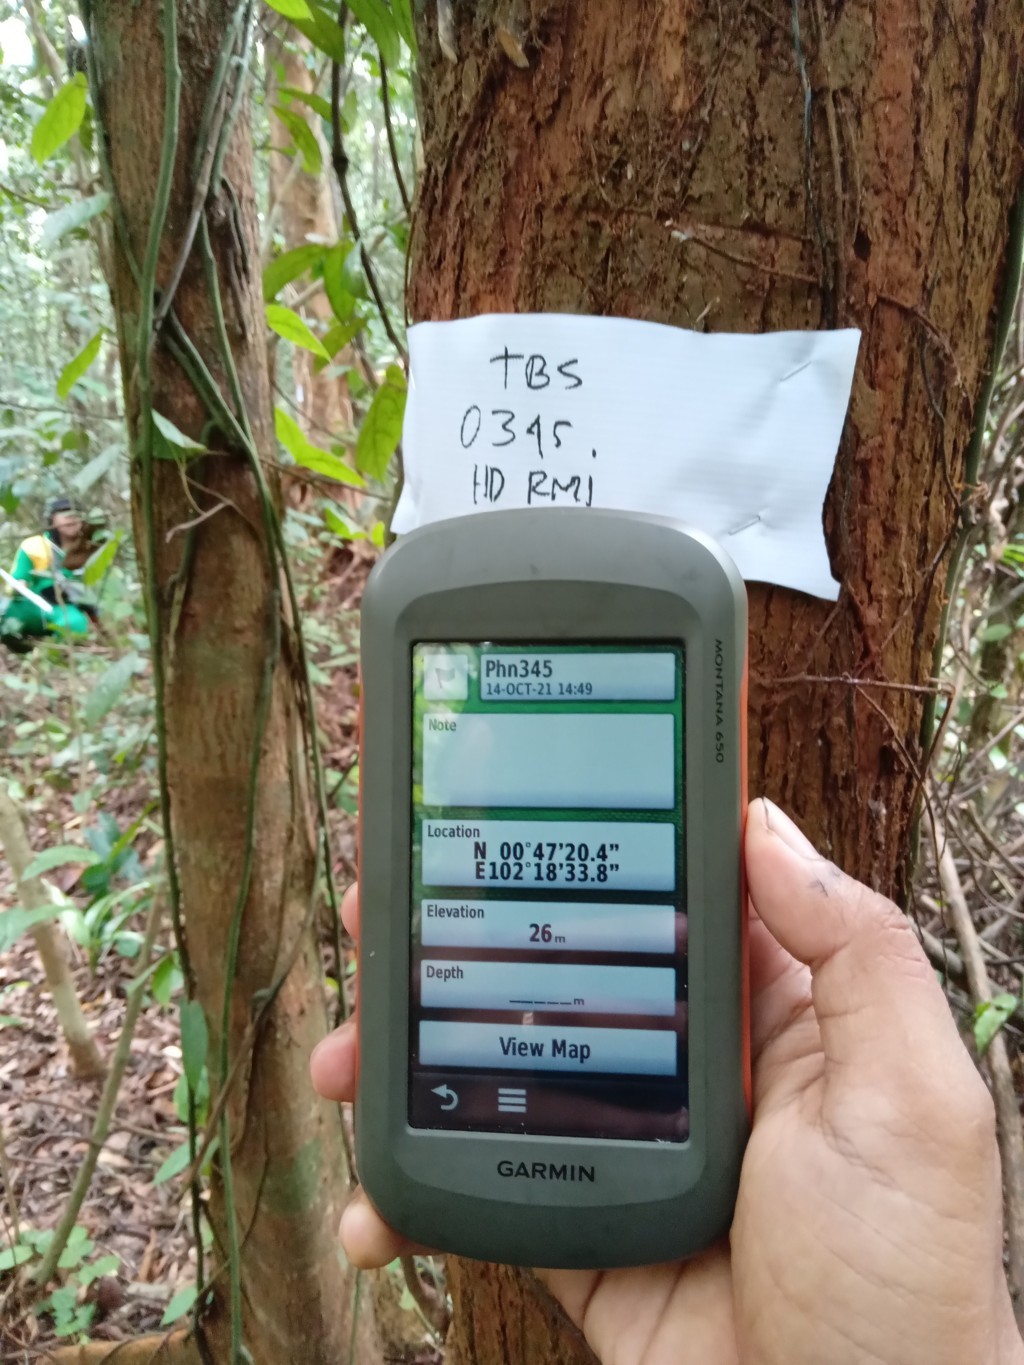 TBS
0345.
HD RMJ
MONTANA 650
Phn345
14-OCT-21 14:49
Note
Location
N 00°47'20.4"
E102°18'33.8"
Elevation
26 m
Depth
_____m
View Map
GARMIN